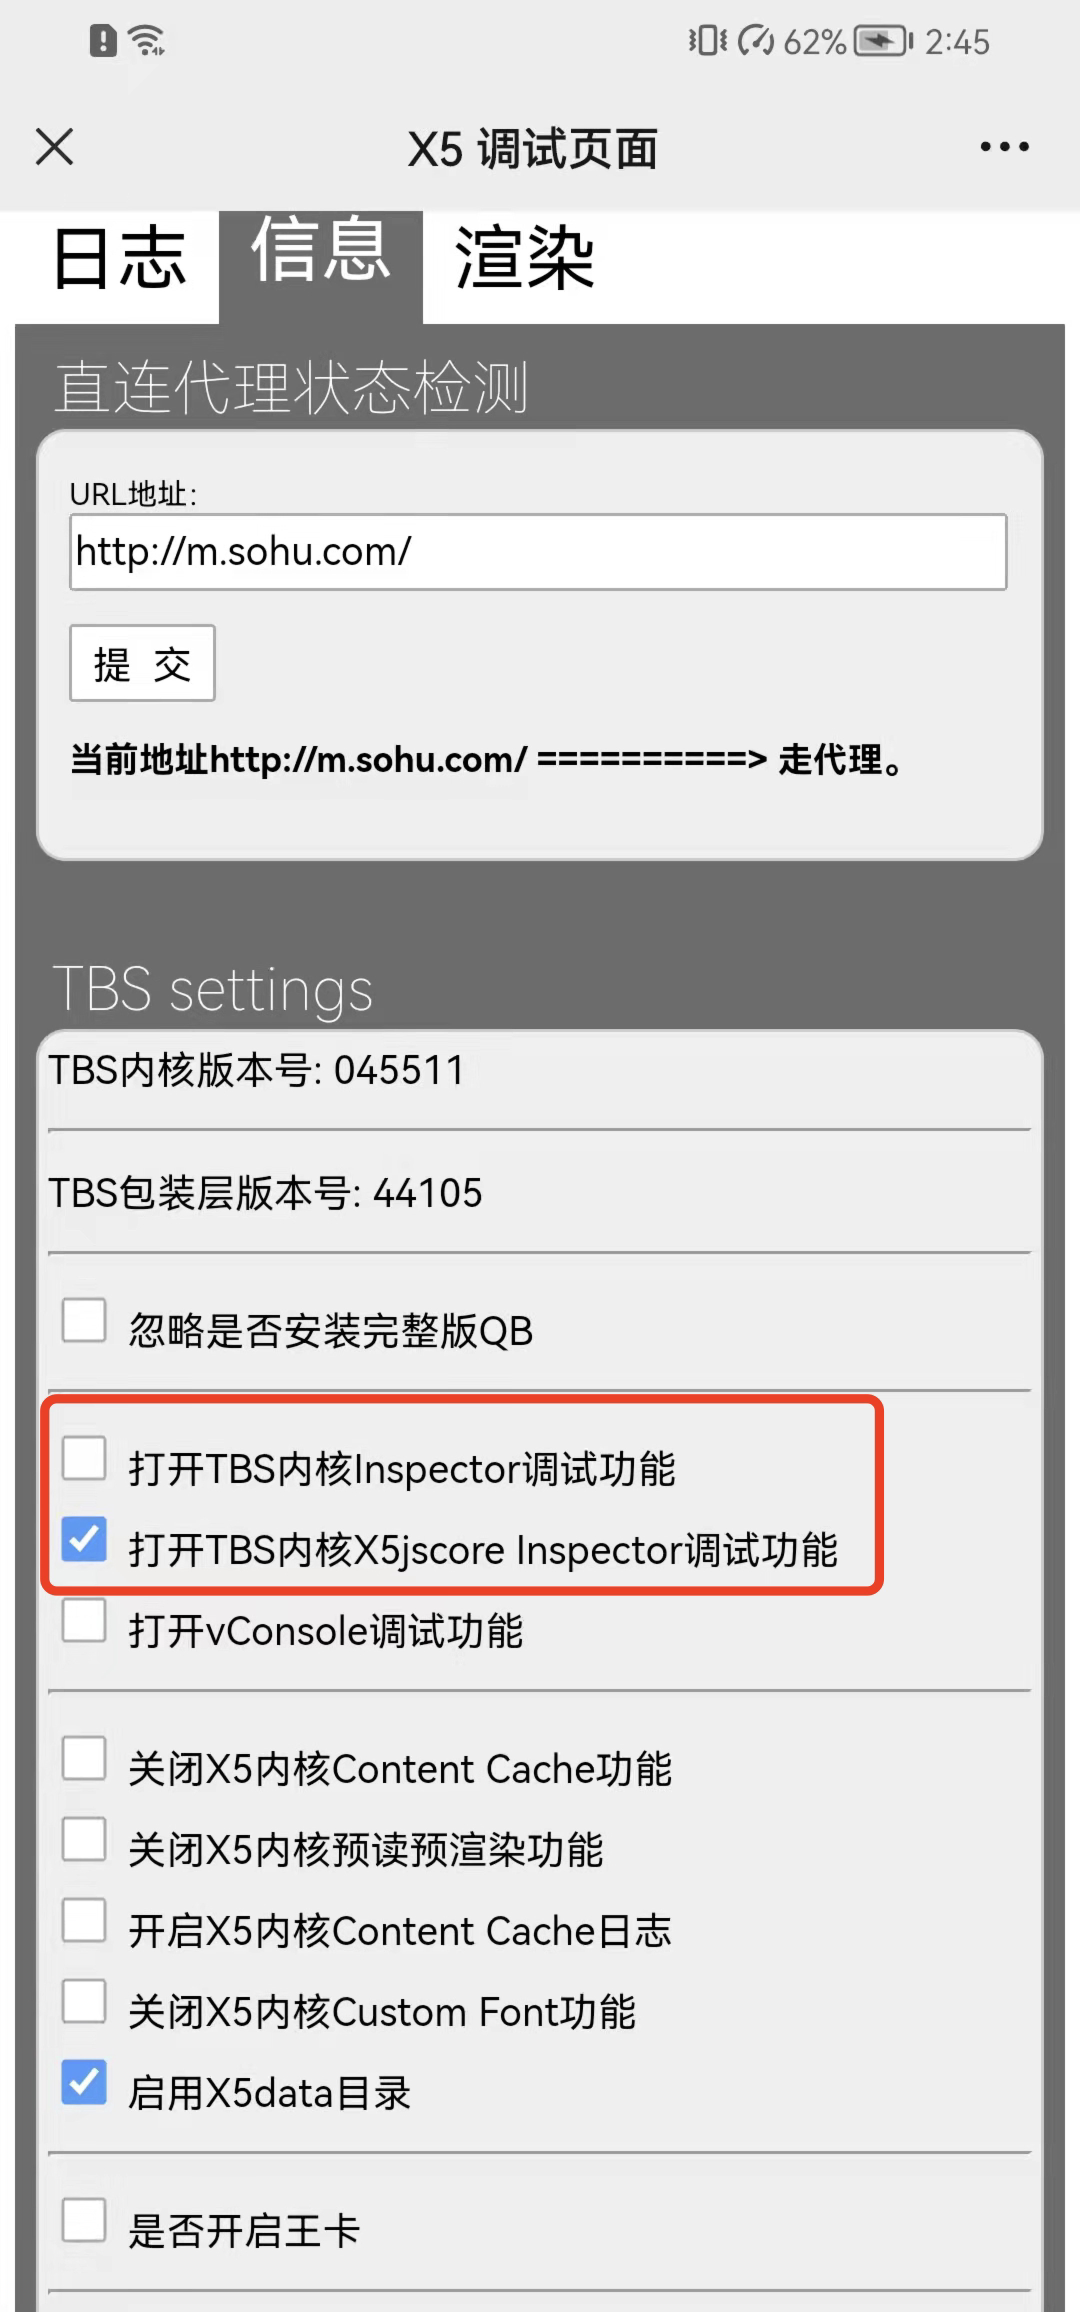 62% 2:45
X5 调试页面
日志 信息 渲染
直连代理状态检测
URL地址:
http://m.sohu.com/
提 交
当前地址http://m.sohu.com/ ==========> 走代理。
TBS settings
TBS内核版本号: 045511
TBS包装层版本号: 44105
忽略是否安装完整版QB
打开TBS内核Inspector调试功能
打开TBS内核X5jscore Inspector调试功能
打开vConsole调试功能
关闭X5内核Content Cache功能
关闭X5内核预读预渲染功能
开启X5内核Content Cache日志
关闭X5内核Custom Font功能
启用X5data目录
是否开启王卡